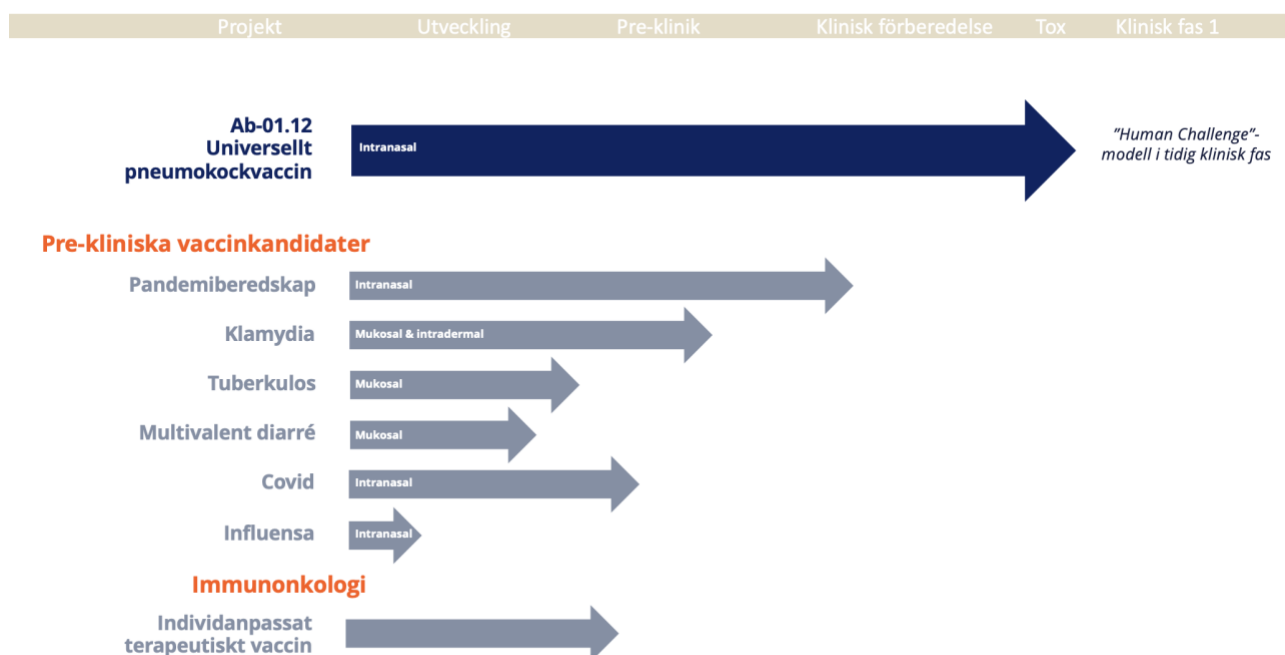 Projekt Utveckling Pre-klinik Klinisk förberedelse Tox Klinisk fas 1
Ab-01.12
Universellt
pneumokockvaccin
Intranasal
”Human Challenge”-
modell i tidig klinisk fas
Pre-kliniska vaccinkandidater
Pandemiberedskap Intranasal
Klamydia Mukosal & intradermal
Tuberkulos Mukosal
Multivalent diarré Mukosal
Covid Intranasal
Influensa Intranasal
Immunonkologi
Individanpassat
terapeutiskt vaccin